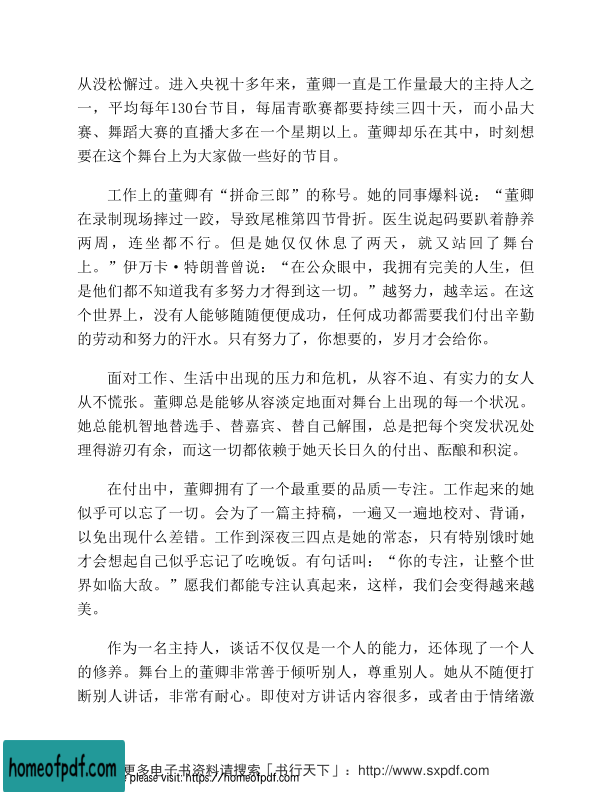 从没松懈过。进入央视十多年来，董卿一直是工作量最大的主持人之
一，平均每年130台节目，每届青歌赛都要持续三四十天，而小品大
赛、舞蹈大赛的直播大多在一个星期以上。董卿却乐在其中，时刻想
要在这个舞台上为大家做一些好的节目。
工作上的董卿有“拼命三郎”的称号。她的同事爆料说：“董卿
在录制现场摔过一跤，导致尾椎第四节骨折。医生说起码要趴着静养
两周，连坐都不行。但是她仅仅休息了两天，就又站回了舞台
上。”伊万卡·特朗普曾说：“在公众眼中，我拥有完美的人生，但
是他们都不知道我有多努力才得到这一切。”越努力，越幸运。在这
个世界上，没有人能够随随便便成功，任何成功都需要我们付出辛勤
的劳动和努力的汗水。只有努力了，你想要的，岁月才会给你。
面对工作、生活中出现的压力和危机，从容不迫、有实力的女人
从不慌张。董卿总是能够从容淡定地面对舞台上出现的每一个状况。
她总能机智地替选手、替嘉宾、替自己解围，总是把每个突发状况处
理得游刃有余，而这一切都依赖于她天长日久的付出、酝酿和积淀。
在付出中，董卿拥有了一个最重要的品质—专注。工作起来的她
似乎可以忘了一切。会为了一篇主持稿，一遍又一遍地校对、背诵，
以免出现什么差错。工作到深夜三四点是她的常态，只有特别饿时她
才会想起自己似乎忘记了吃晚饭。有句话叫：“你的专注，让整个世
界如临大敌。”愿我们都能专注认真起来，这样，我们会变得越来越
美。
作为一名主持人，谈话不仅仅是一个人的能力，还体现了一个人
的修养。舞台上的董卿非常善于倾听别人，尊重别人。她从不随便打
断别人讲话，非常有耐心。即使对方讲话内容很多，或者由于情绪激
更多电子书资料请搜索「书行天下」：http://www.sxpdf.com
please visit: https://homeofpdf.com
homeofpdf.com